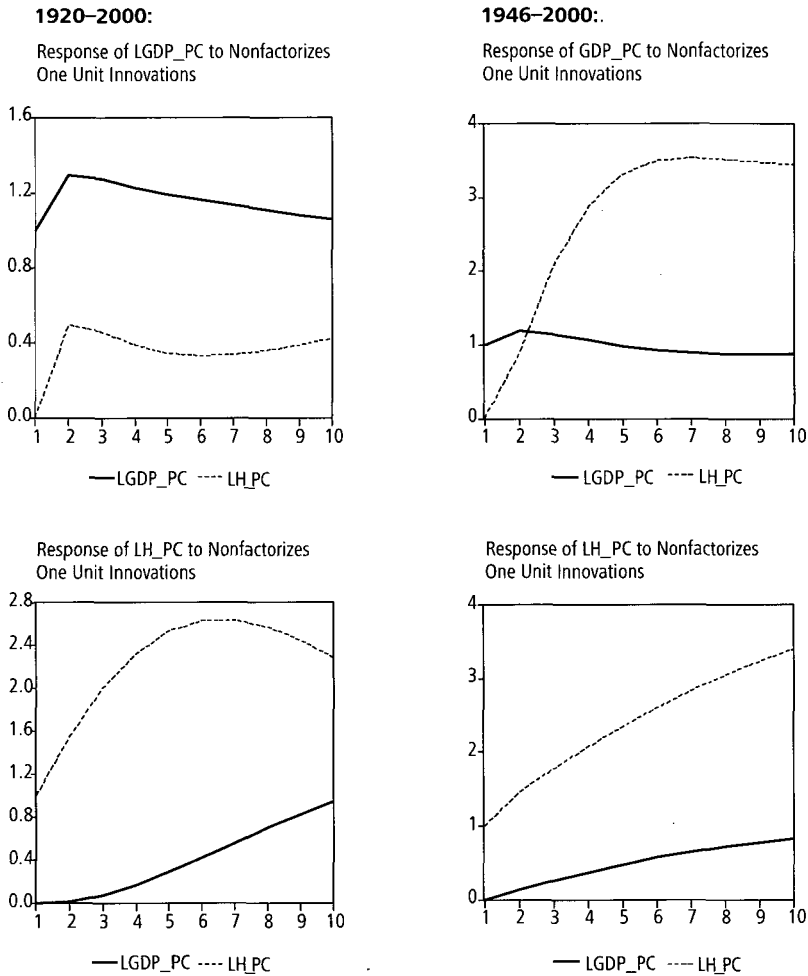 1920–2000:
Response of LGDP_PC to Nonfactorizes
One Unit Innovations
1.6
1.2
0.8
0.4
0.0
1 2 3 4 5 6 7 8 9 10
LGDP_PC LH_PC
1946–2000:.
Response of GDP_PC to Nonfactorizes
One Unit Innovations
4
3
2
1
0
1 2 3 4 5 6 7 8 9 10
LGDP_PC LH_PC
Response of LH_PC to Nonfactorizes
One Unit Innovations
2.8
2.4
2.0
1.6
1.2
0.8
0.4
0.0
1 2 3 4 5 6 7 8 9 10
LGDP_PC LH_PC
Response of LH_PC to Nonfactorizes
One Unit Innovations
4
3
2
1
0
1 2 3 4 5 6 7 8 9 10
LGDP_PC LH_PC